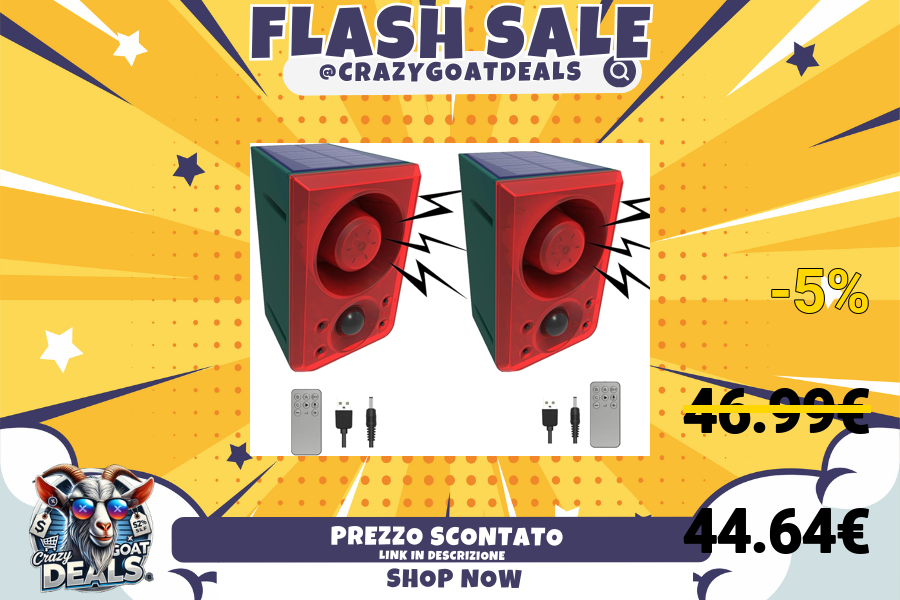 FLASH SALE
@CRAZYGOATDEALS
-5%
46.99€
44.64€
PREZZO SCONTATO
LINK IN DESCRIZIONE
SHOP NOW
Crazy
GOAT
DEALS